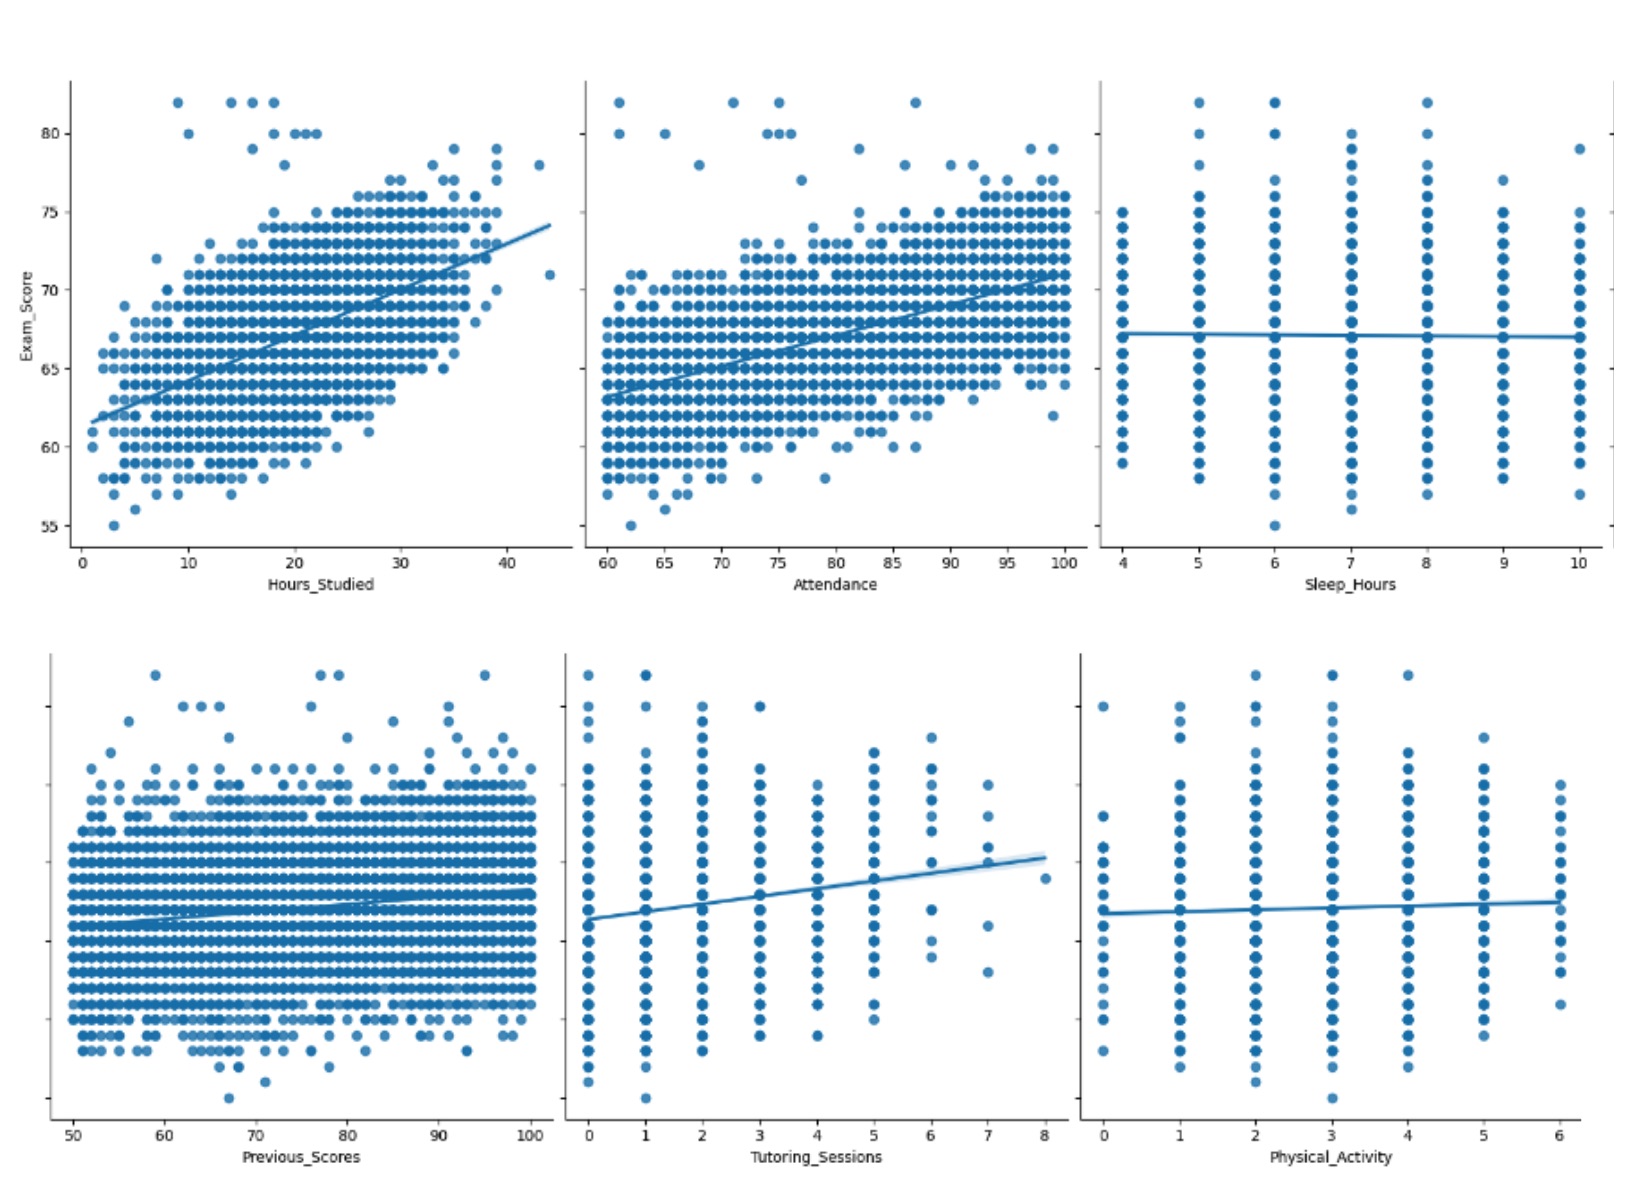 80
75
70
65
60
55
Exam_Score
0 10 20 30 40
Hours_Studied
60 65 70 75 80 85 90 95 100
Attendance
4 5 6 7 8 9 10
Sleep_Hours
50 60 70 80 90 100
Previous_Scores
0 1 2 3 4 5 6 7 8
Tutoring_Sessions
0 1 2 3 4 5 6
Physical_Activity